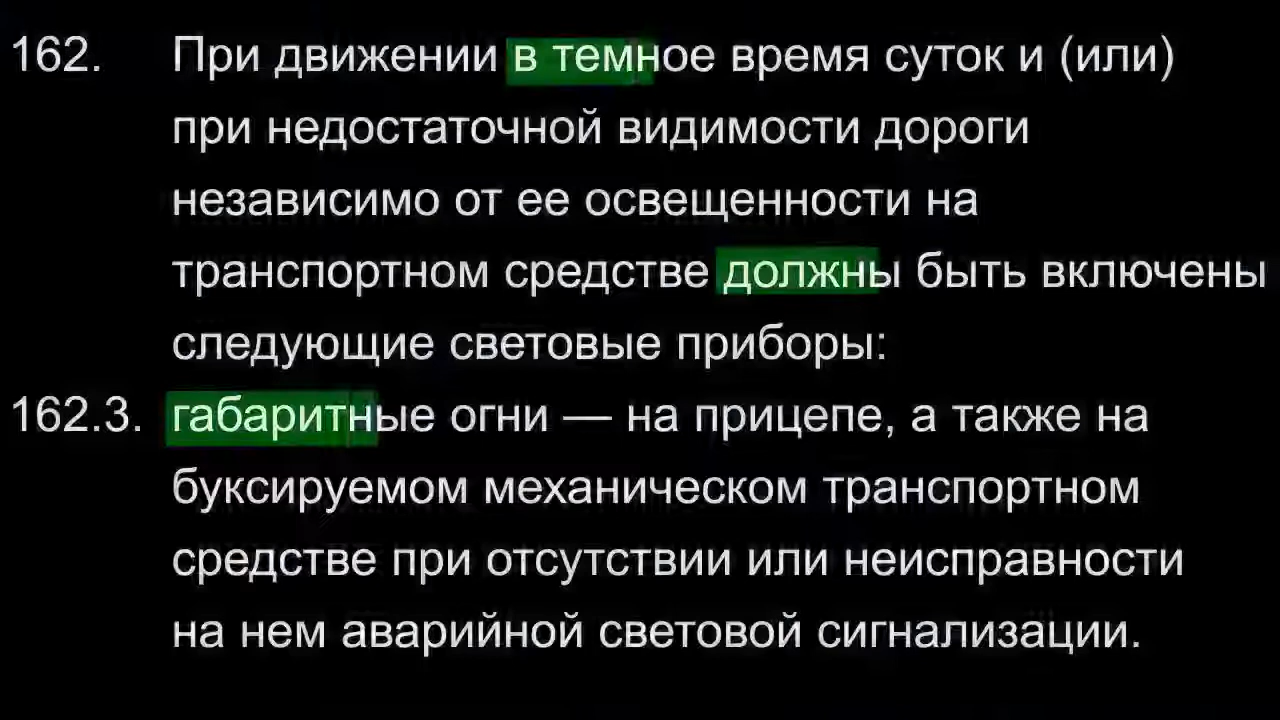 162. При движении в темное время суток и (или)
при недостаточной видимости дороги
независимо от ее освещенности на
транспортном средстве должны быть включены
следующие световые приборы:
162.3. габаритные огни — на прицепе, а также на
буксируемом механическом транспортном
средстве при отсутствии или неисправности
на нем аварийной световой сигнализации.